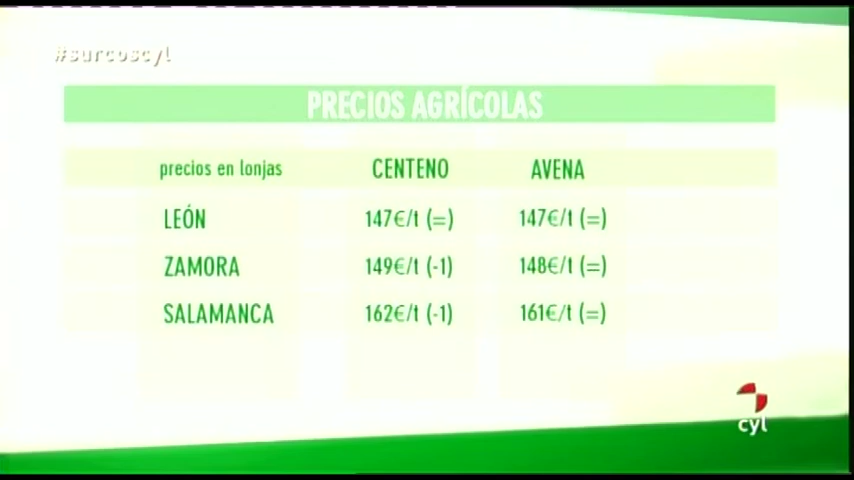 #surcoscyl
PRECIOS AGRÍCOLAS
precios en lonjas CENTENO AVENA
LEÓN 147€/t (=) 147€/t (=)
ZAMORA 149€/t (-1) 148€/t (=)
SALAMANCA 162€/t (-1) 161€/t (=)
cyl